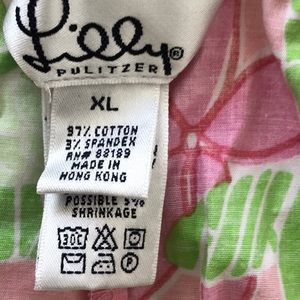 Lilly®
PULITZER
XL
97% COTTON
3% SPANDEX
RN# 88189
MADE IN
HONG KONG
POSSIBLE 5%
SHRINKAGE
30C